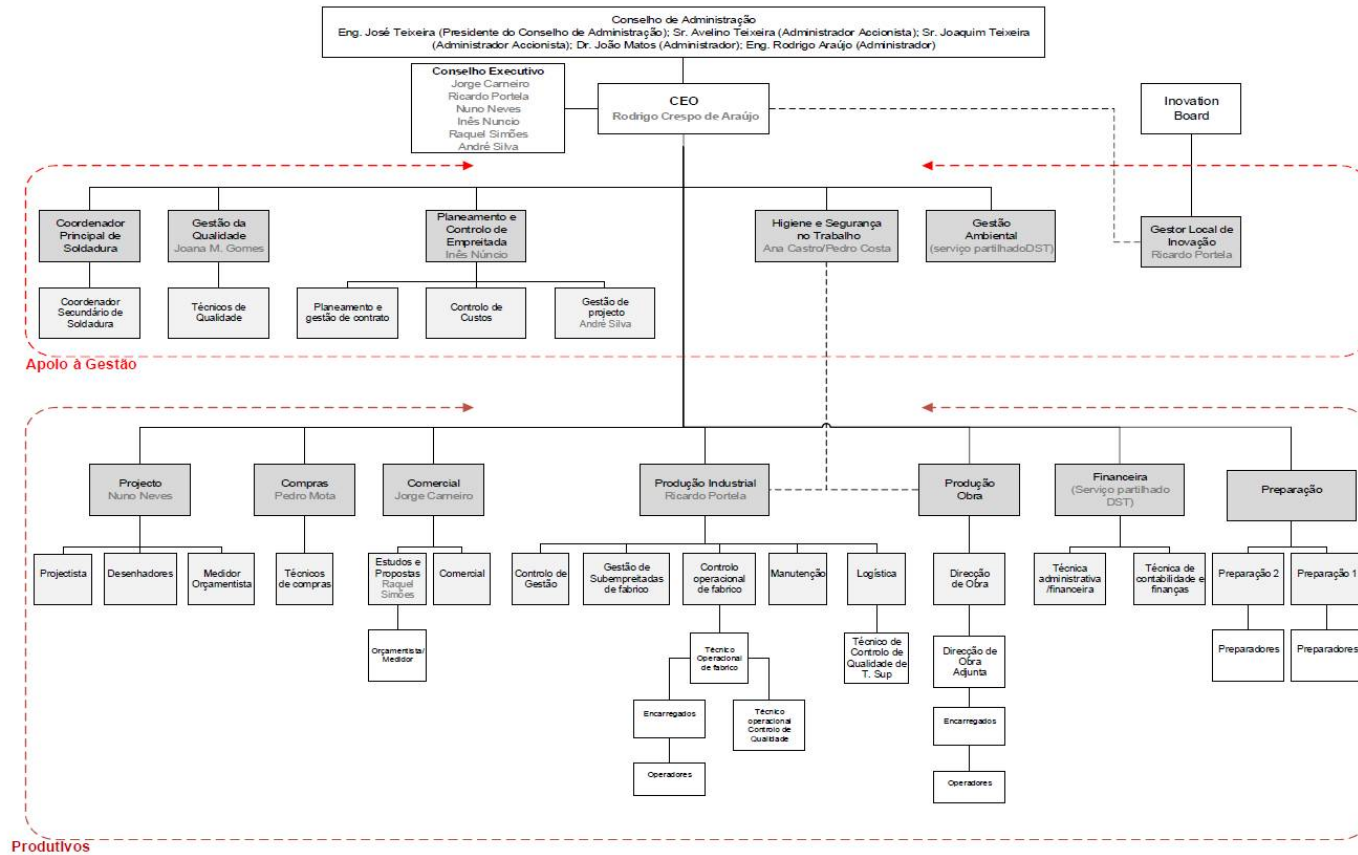 Conselho de Administração
Eng. José Teixeira (Presidente do Conselho de Administração); Sr. Avelino Teixeira (Administrador Accionista); Sr. Joaquim Teixeira
(Administrador Accionista); Dr. João Matos (Administrador); Eng. Rodrigo Araújo (Administrador)
Conselho Executivo
Jorge Carneiro
Ricardo Portela
Nuno Neves
Inês Nuncio
Raquel Simões
André Silva
CEO
Rodrigo Crespo de Araújo
Inovation
Board
Coordenador
Principal de
Soldadura
Gestão da
Qualidade
Joana M. Gomes
Planeamento e
Controlo de
Empreitada
Inês Núncio
Higiene e Segurança
no Trabalho
Ana Castro/Pedro Costa
Gestão
Ambiental
(serviço partilhadoDST)
Gestor Local de
Inovação
Ricardo Portela
Coordenador
Secundário de
Soldadura
Técnicos de
Qualidade
Planeamento e
gestão de contrato
Controlo de
Custos
Gestão de
projecto
André Silva
Apoio à Gestão
Projecto
Nuno Neves
Compras
Pedro Mota
Comercial
Jorge Carneiro
Produção Industrial
Ricardo Portela
Produção
Obra
Financeira
(Serviço partilhado
DST)
Preparação
Projectista
Desenhadores
Medidor
Orçamentista
Técnicos
de compras
Estudos e
Propostas
Raquel
Simões
Comercial
Controlo de
Gestão
Gestão de
Subempreitadas
de fabrico
Controlo
operacional
de fabrico
Manutenção
Logística
Direcção
de Obra
Técnica
administrativa
/financeira
Técnica de
contabilidade e
finanças
Preparação 2
Preparação 1
Orçamentista/
Medidor
Técnico
Operacional
de fabrico
Técnico de
Controlo de
Qualidade de
T. Sup
Direcção de
Obra
Adjunta
Preparadores
Preparadores
Encarregados
Técnico
operacional
Controlo de
Qualidade
Encarregados
Operadores
Operadores
Produtivos